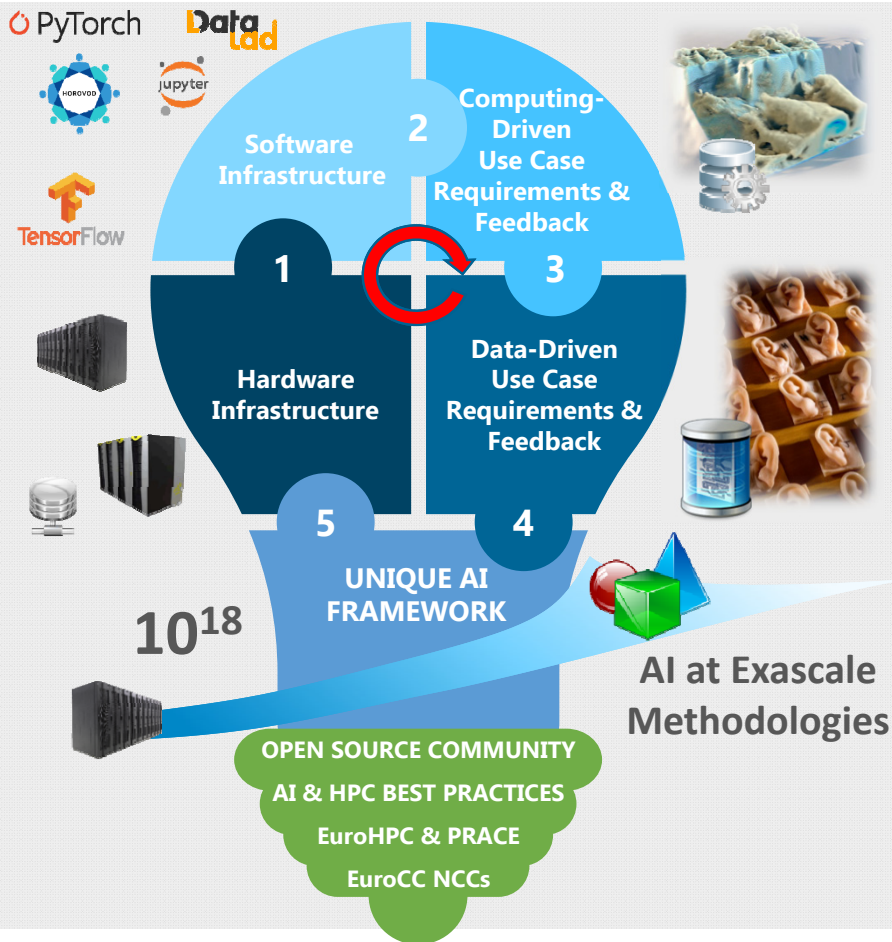 PyTorch
Data
lad
HOROVOD
jupyter
TensorFlow
2
Software
Infrastructure
Computing-
Driven
Use Case
Requirements &
Feedback
1
3
Hardware
Infrastructure
Data-Driven
Use Case
Requirements &
Feedback
5
4
UNIQUE AI
FRAMEWORK
10¹⁸
AI at Exascale
Methodologies
OPEN SOURCE COMMUNITY
AI & HPC BEST PRACTICES
EuroHPC & PRACE
EuroCC NCCs